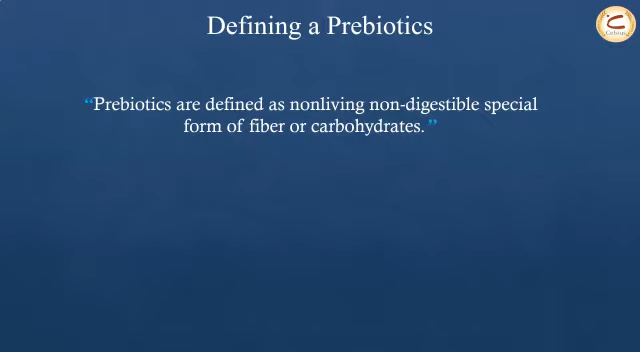 Defining a Prebiotics
“Prebiotics are defined as nonliving non-digestible special
form of fiber or carbohydrates.”